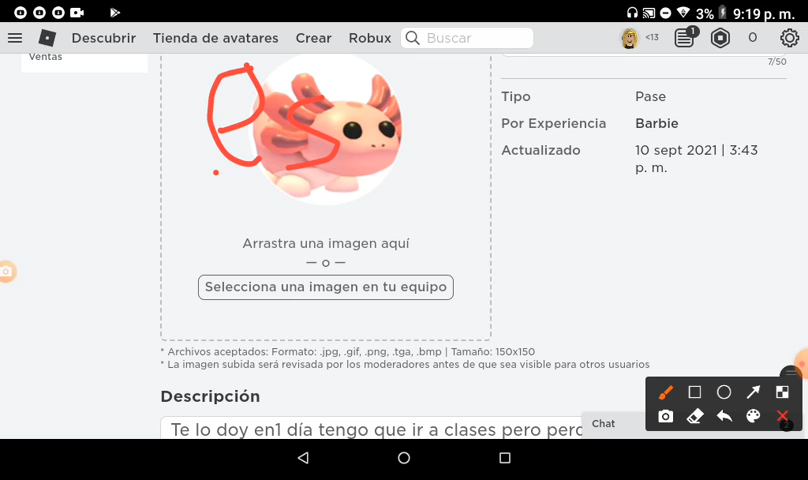 3% 9:19 p. m.
Descubrir Tienda de avatares Crear Robux Buscar <13 1 0
Ventas
7/50
Tipo Pase
Por Experiencia Barbie
Actualizado 10 sept 2021 | 3:43
p. m.
Arrastra una imagen aquí
— o —
Selecciona una imagen en tu equipo
* Archivos aceptados: Formato: .jpg, .gif, .png, .tga, .bmp | Tamaño: 150x150
* La imagen subida será revisada por los moderadores antes de que sea visible para otros usuarios
Descripción
Te lo doy en1 día tengo que ir a clases pero
Chat